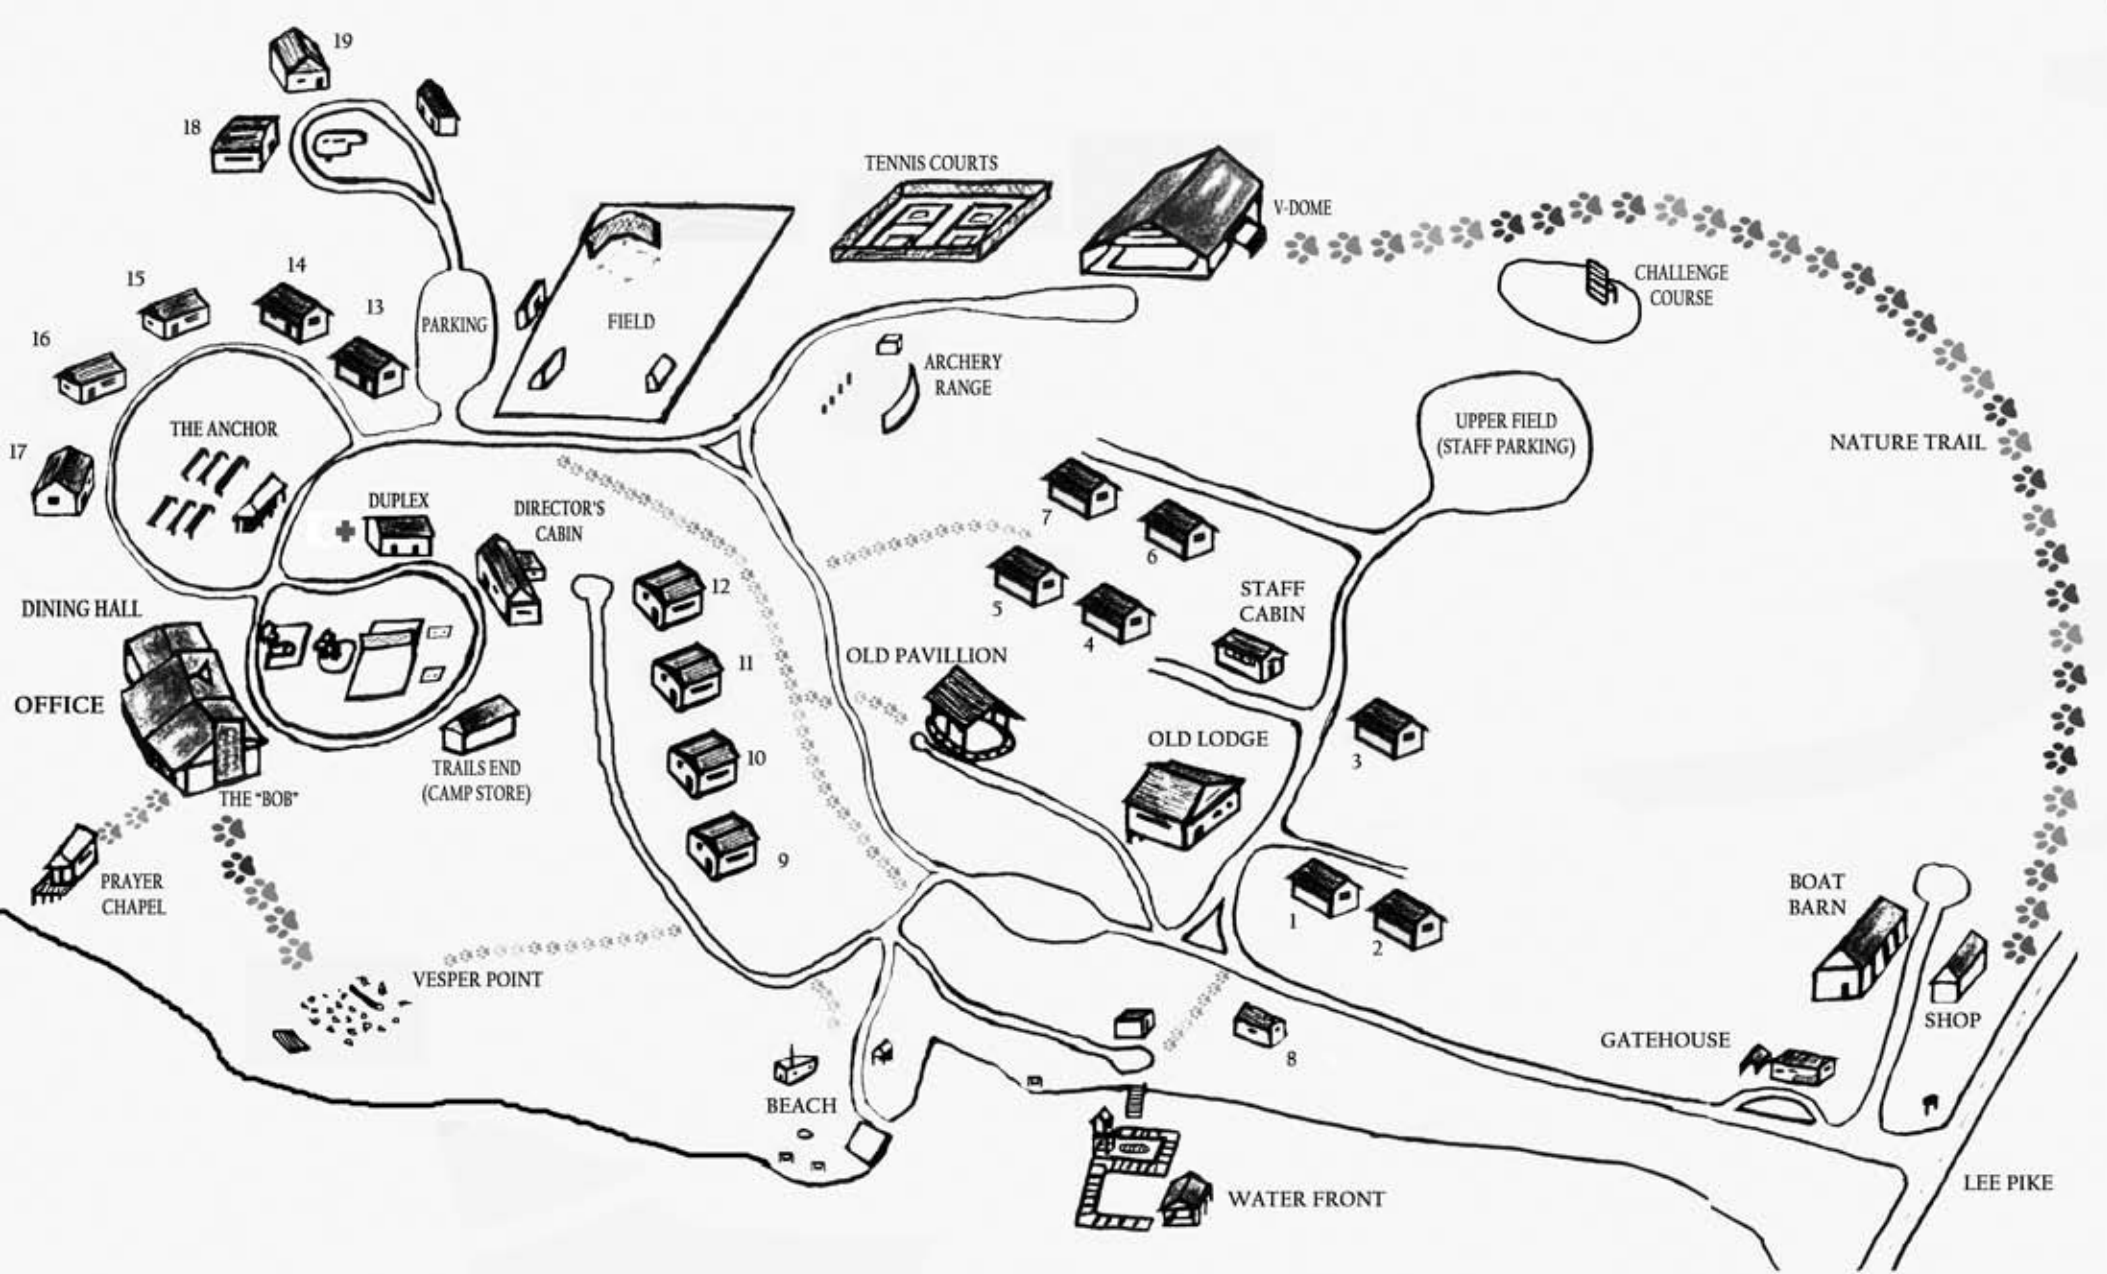 19
18
TENNIS COURTS
V-DOME
CHALLENGE
COURSE
15
14
13
16
PARKING
FIELD
ARCHERY
RANGE
UPPER FIELD
(STAFF PARKING)
NATURE TRAIL
17
THE ANCHOR
DUPLEX
DIRECTOR'S
CABIN
7
6
5
4
STAFF
CABIN
12
11
10
9
DINING HALL
OFFICE
OLD PAVILLION
OLD LODGE
3
TRAILS END
(CAMP STORE)
THE "BOB"
PRAYER
CHAPEL
VESPER POINT
1
2
BOAT
BARN
SHOP
GATEHOUSE
8
BEACH
WATER FRONT
LEE PIKE